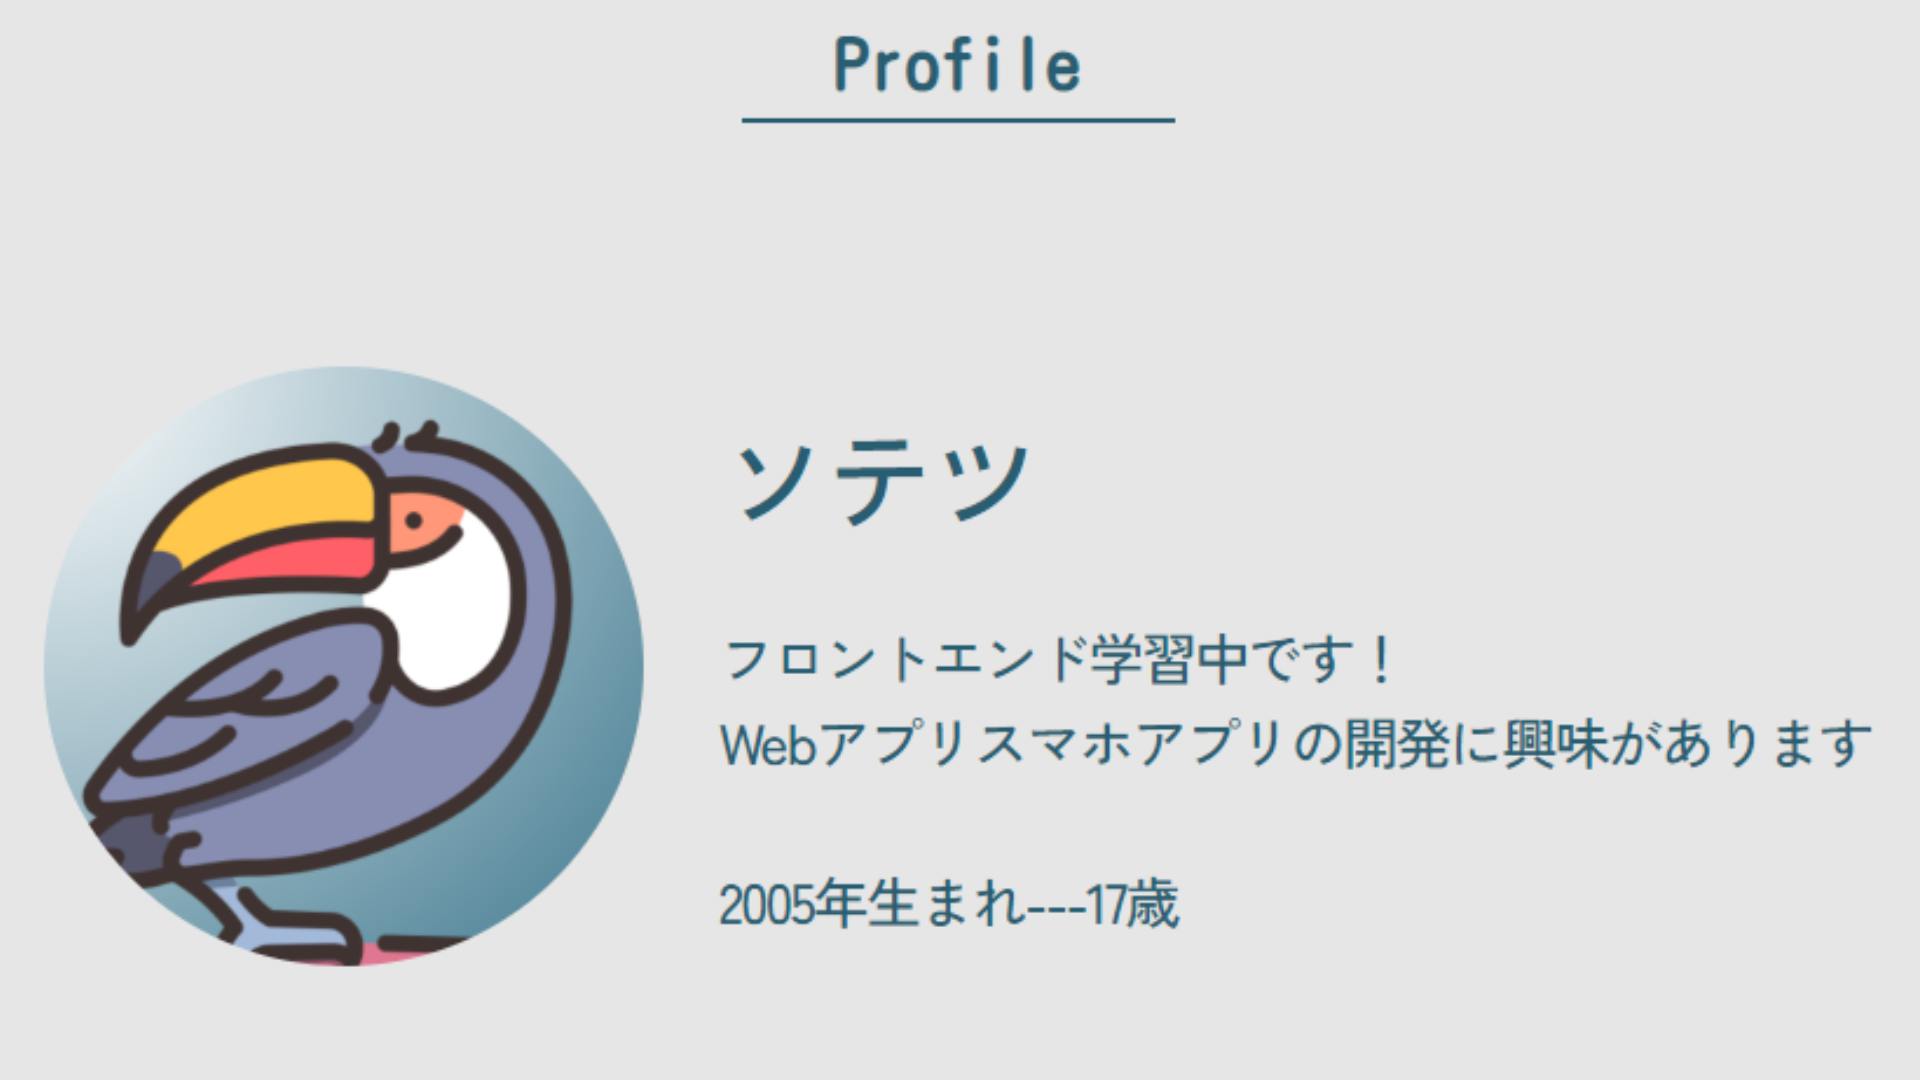 Profile
ソテツ
フロントエンド学習中です！
Webアプリスマホアプリの開発に興味があります
2005年生まれ---17歳